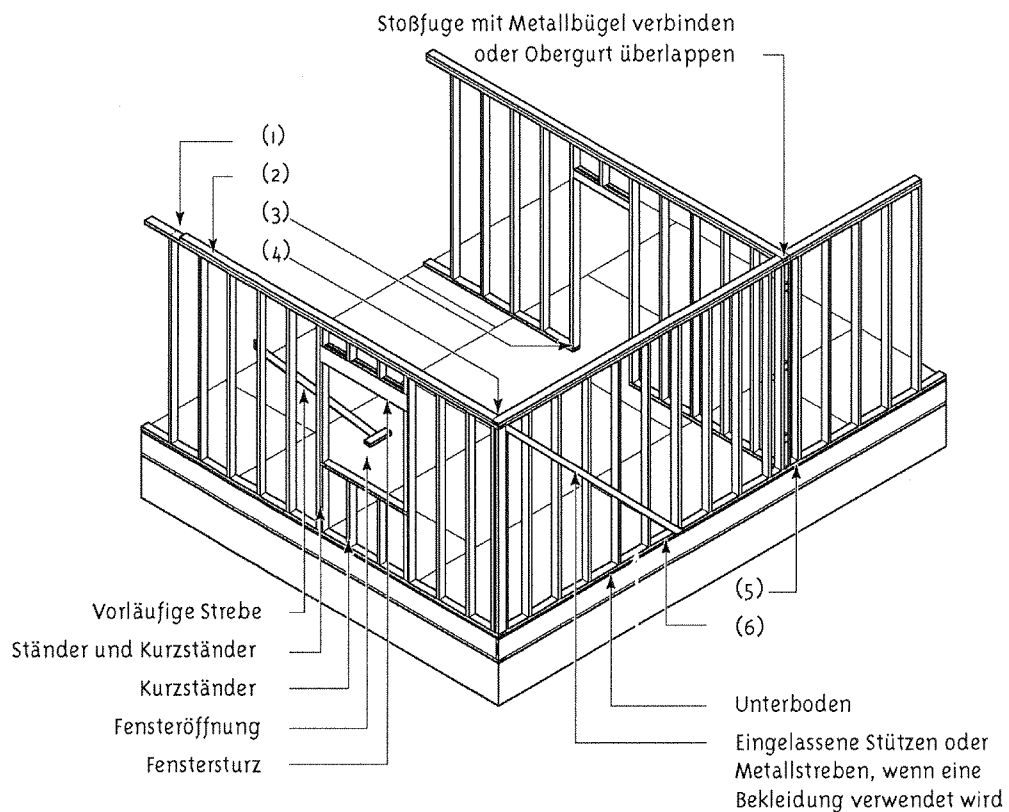 Stoßfuge mit Metallbügel verbinden
oder Obergurt überlappen
(1)
(2)
(3)
(4)
Vorläufige Strebe
Ständer und Kurzständer
Kurzständer
Fensteröffnung
Fenstersturz
(5)
(6)
Unterboden
Eingelassene Stützen oder
Metallstreben, wenn eine
Bekleidung verwendet wird